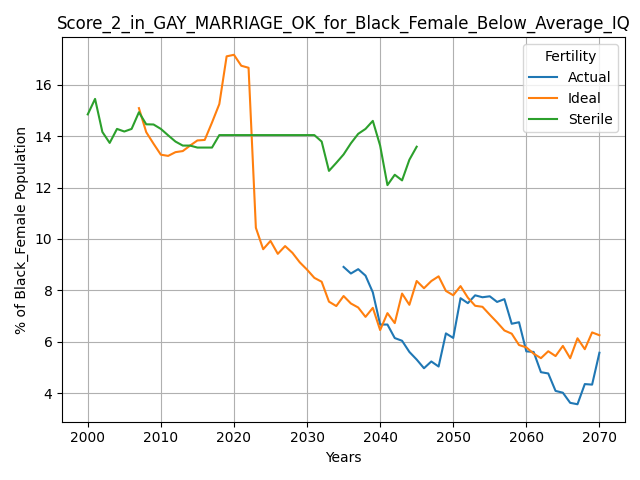 Score_2_in_GAY_MARRIAGE_OK_for_Black_Female_Below_Average_IQ
Fertility
Actual
Ideal
Sterile
% of Black_Female Population
16
14
12
10
8
6
4
2000 2010 2020 2030 2040 2050 2060 2070
Years